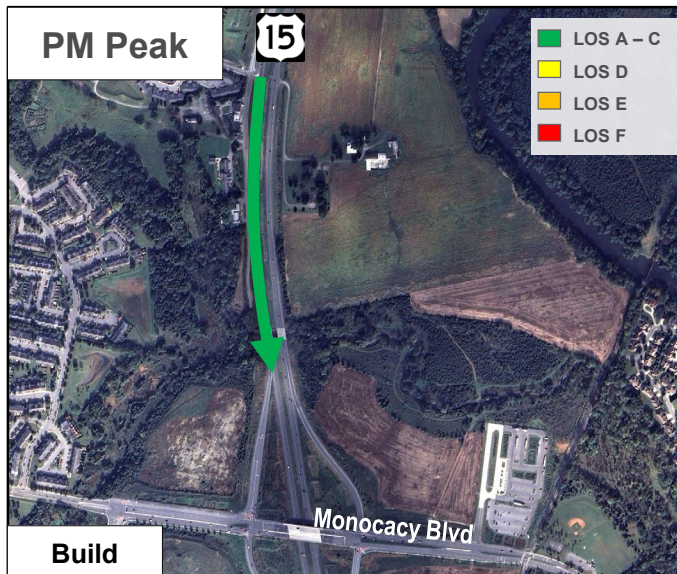 PM Peak
15
LOS A – C
LOS D
LOS E
LOS F
Monocacy Blvd
Build